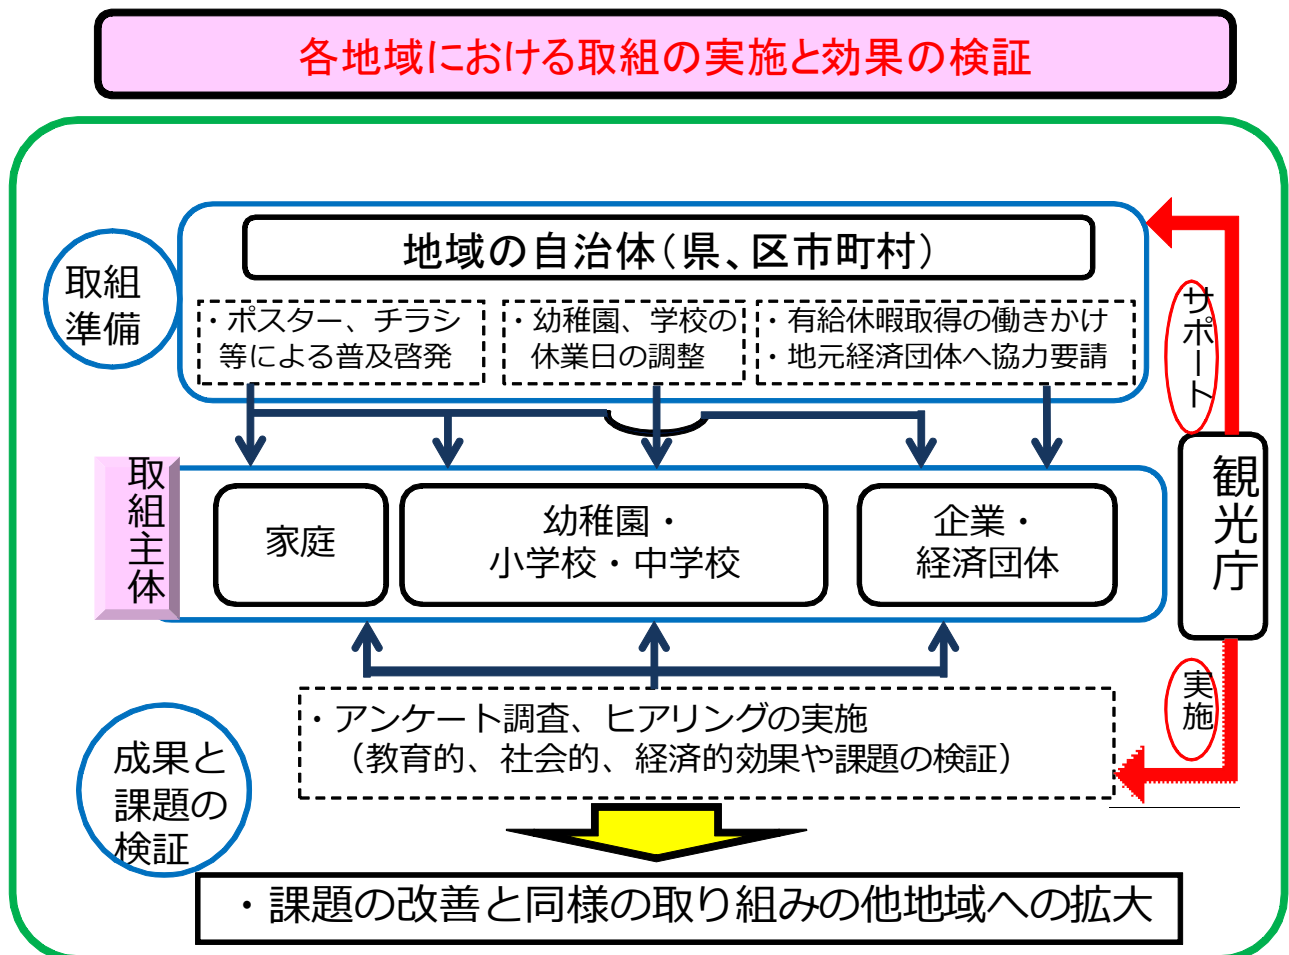 各地域における取組の実施と効果の検証
地域の自治体（県、区市町村）
取組
準備
・ポスター、チラシ
等による普及啓発
・幼稚園、学校の
休業日の調整
・有給休暇取得の働きかけ
・地元経済団体へ協力要請
サポート
取組主体
家庭
幼稚園・
小学校・中学校
企業・
経済団体
観光庁
実施
・アンケート調査、ヒアリングの実施
（教育的、社会的、経済的効果や課題の検証）
成果と
課題の
検証
・課題の改善と同様の取り組みの他地域への拡大